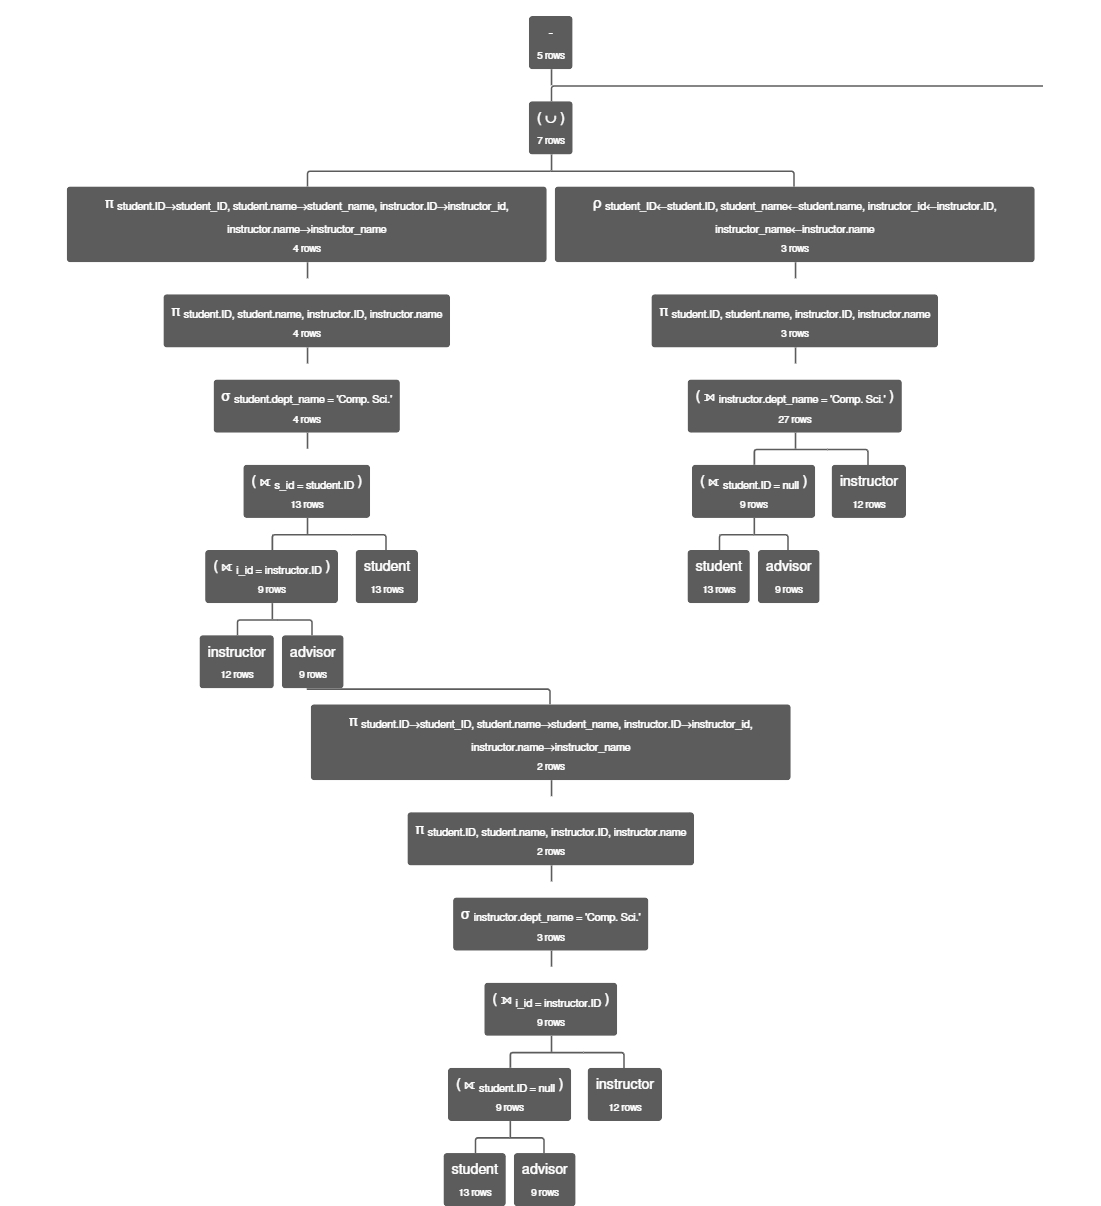 -
5 rows
( ∪ )
7 rows
π student.ID→student_ID, student.name→student_name, instructor.ID→instructor_id,
instructor.name→instructor_name
4 rows
ρ student_ID←student.ID, student_name←student.name, instructor_id←instructor.ID,
instructor_name←instructor.name
3 rows
π student.ID, student.name, instructor.ID, instructor.name
4 rows
π student.ID, student.name, instructor.ID, instructor.name
3 rows
σ student.dept_name = 'Comp. Sci.'
4 rows
( ⟕ instructor.dept_name = 'Comp. Sci.' )
27 rows
( ⟖ s_id = student.ID )
13 rows
( ⟖ student.ID = null )
9 rows
instructor
12 rows
( ⟖ i_id = instructor.ID )
9 rows
student
13 rows
student
13 rows
advisor
9 rows
instructor
12 rows
advisor
9 rows
π student.ID→student_ID, student.name→student_name, instructor.ID→instructor_id,
instructor.name→instructor_name
2 rows
π student.ID, student.name, instructor.ID, instructor.name
2 rows
σ instructor.dept_name = 'Comp. Sci.'
3 rows
( ⟕ i_id = instructor.ID )
9 rows
( ⟖ student.ID = null )
9 rows
instructor
12 rows
student
13 rows
advisor
9 rows